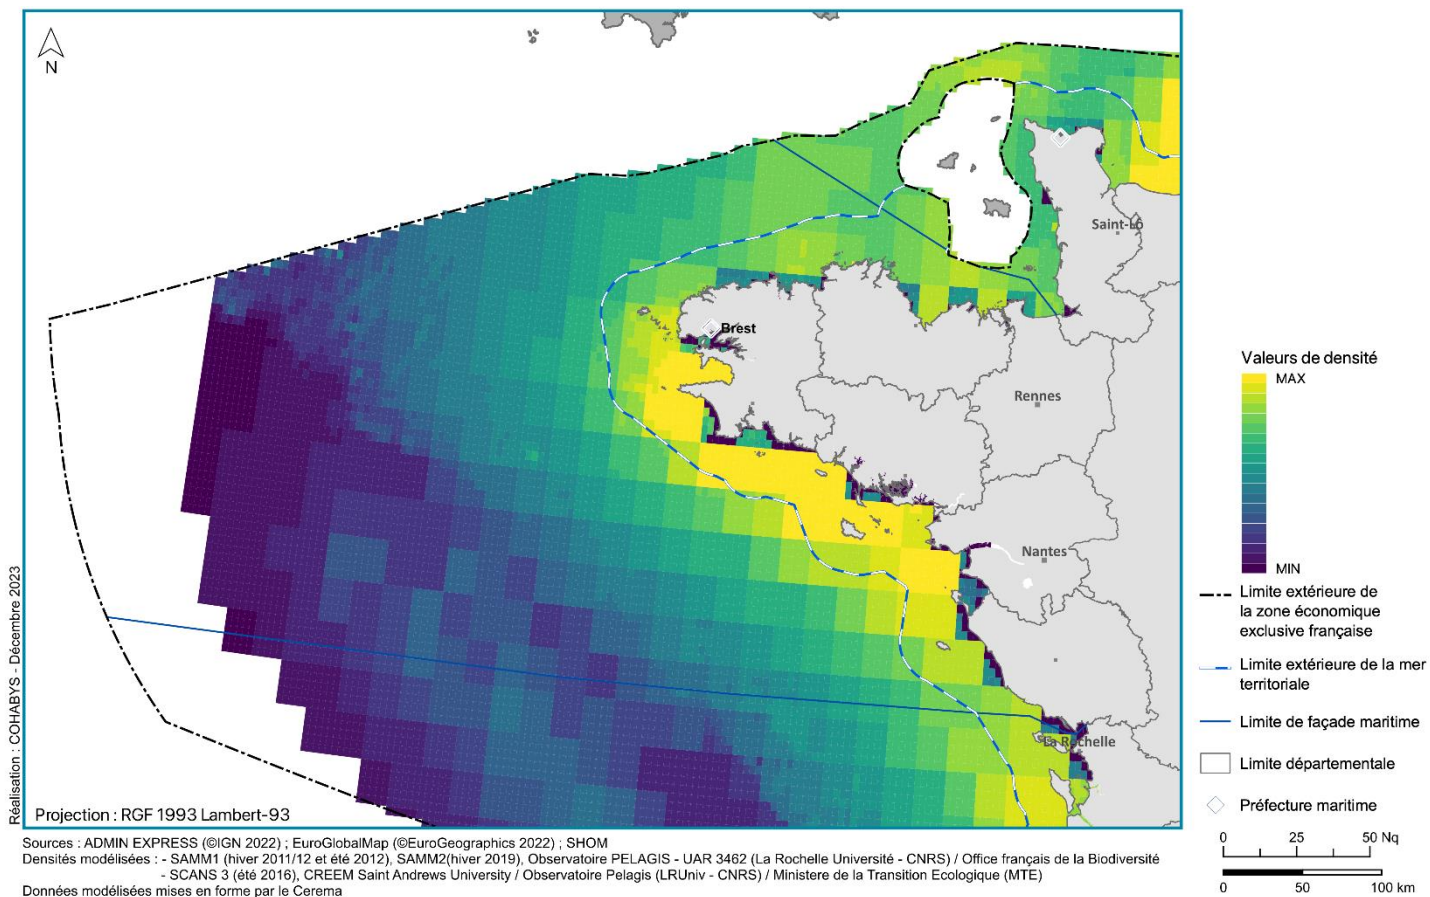 N
Saint-Lô
Brest
Rennes
Nantes
La Rochelle
Projection : RGF 1993 Lambert-93
Réalisation : COHABYS - Décembre 2023
Valeurs de densité
MAX
MIN
Limite extérieure de
la zone économique
exclusive française
Limite extérieure de la mer
territoriale
Limite de façade maritime
Limite départementale
Préfecture maritime
0 25 50 Nq
0 50 100 km
Sources : ADMIN EXPRESS (©IGN 2022) ; EuroGlobalMap (©EuroGeographics 2022) ; SHOM
Densités modélisées : - SAMM1 (hiver 2011/12 et été 2012), SAMM2(hiver 2019), Observatoire PELAGIS - UAR 3462 (La Rochelle Université - CNRS) / Office français de la Biodiversité
- SCANS 3 (été 2016), CREEM Saint Andrews University / Observatoire Pelagis (LRUniv - CNRS) / Ministere de la Transition Ecologique (MTE)
Données modélisées mises en forme par le Cerema